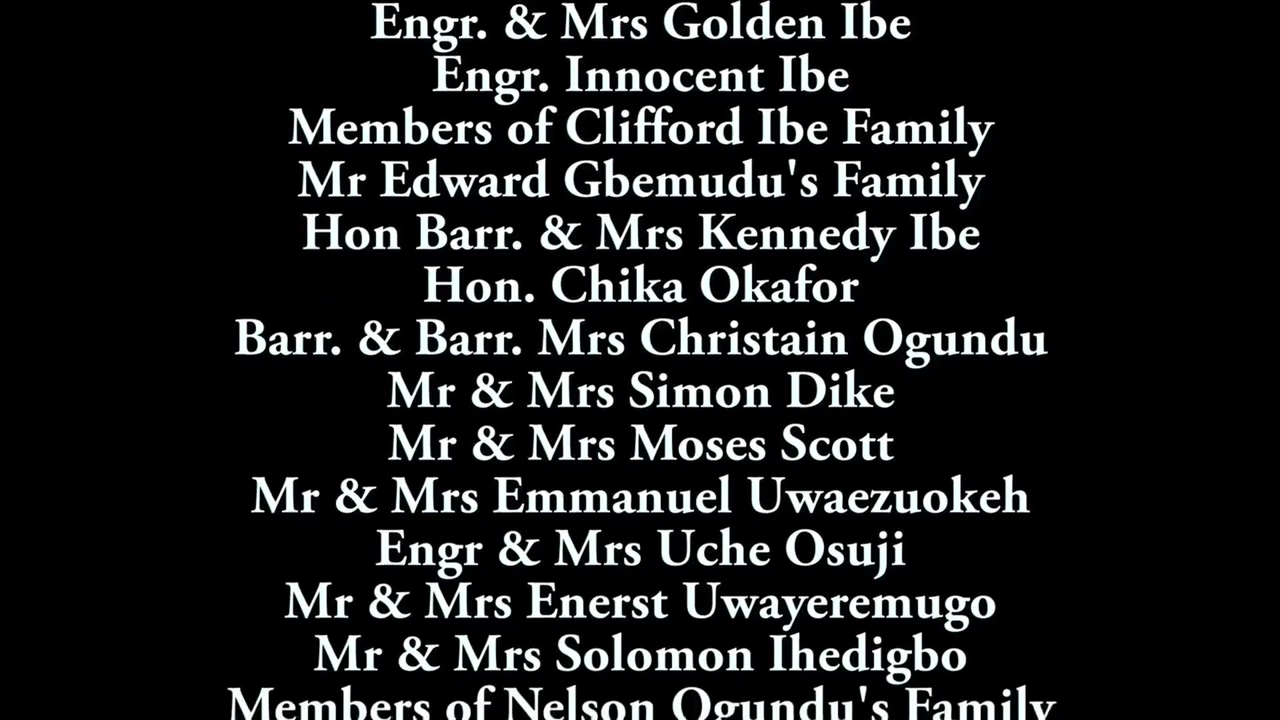 Engr. & Mrs Golden Ibe
Engr. Innocent Ibe
Members of Clifford Ibe Family
Mr Edward Gbemudu's Family
Hon Barr. & Mrs Kennedy Ibe
Hon. Chika Okafor
Barr. & Barr. Mrs Christain Ogundu
Mr & Mrs Simon Dike
Mr & Mrs Moses Scott
Mr & Mrs Emmanuel Uwaezuokeh
Engr & Mrs Uche Osuji
Mr & Mrs Enerst Uwayeremugo
Mr & Mrs Solomon Ihedigbo
Members of Nelson Ogundu's Family